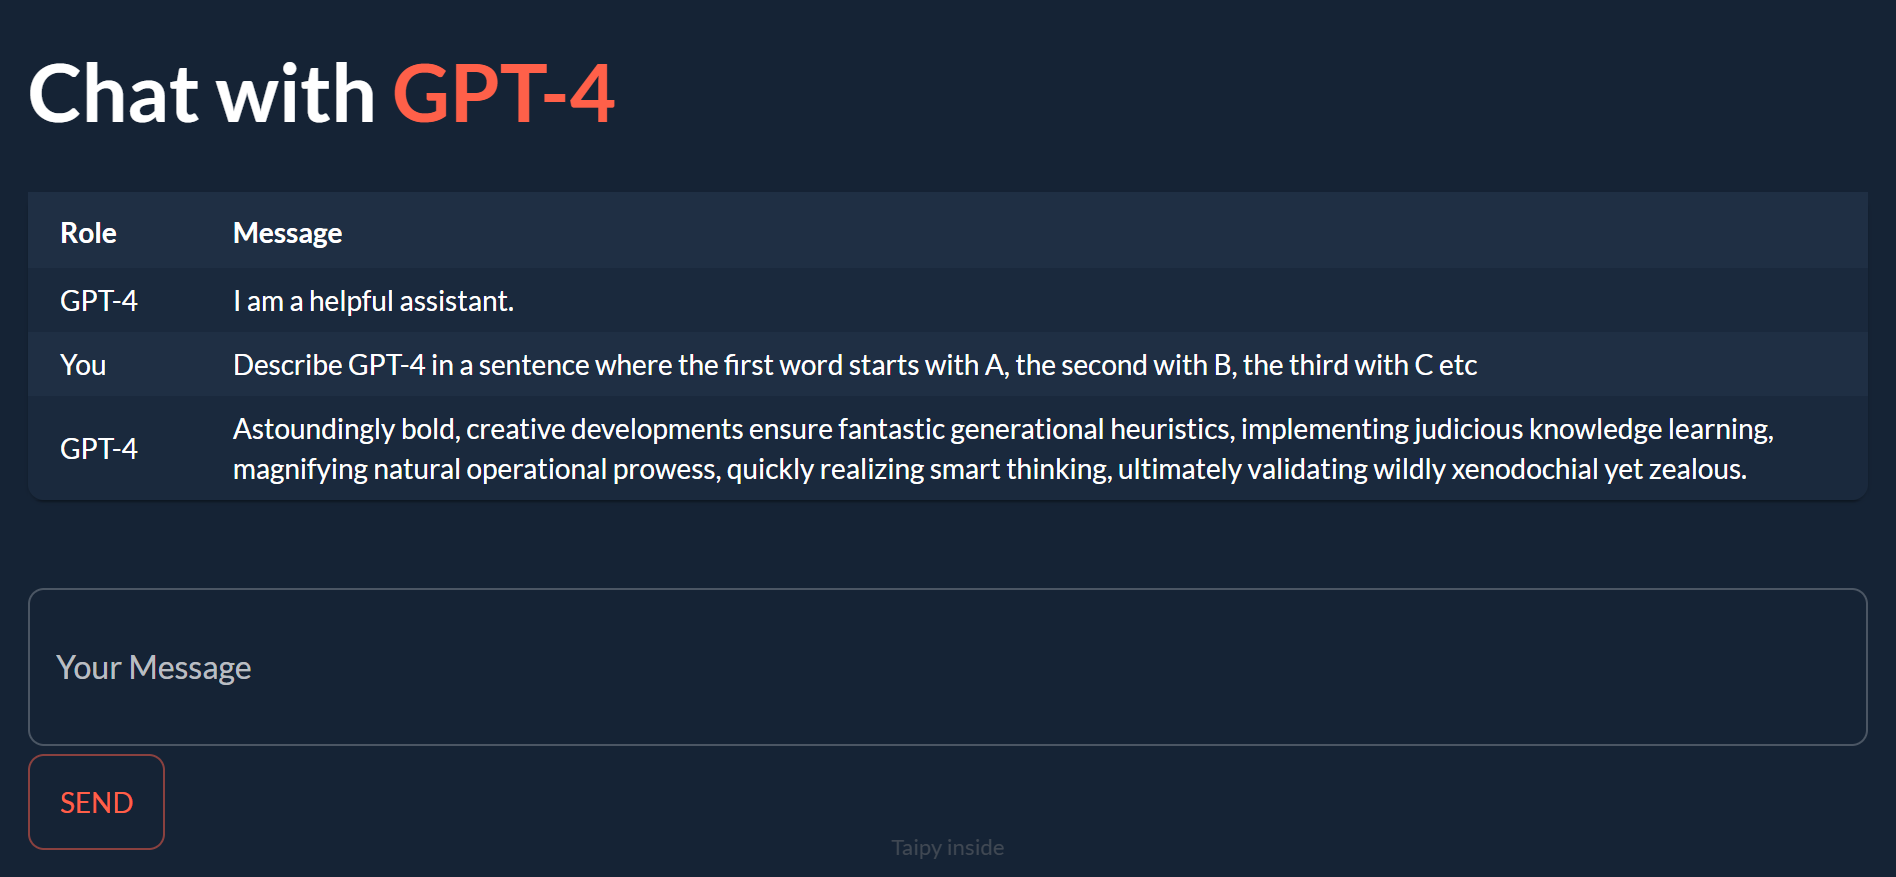 Chat with GPT-4
Role Message
GPT-4 I am a helpful assistant.
You Describe GPT-4 in a sentence where the first word starts with A, the second with B, the third with C etc
GPT-4 Astoundingly bold, creative developments ensure fantastic generational heuristics, implementing judicious knowledge learning,
magnifying natural operational prowess, quickly realizing smart thinking, ultimately validating wildly xenodochial yet zealous.
Your Message
SEND
Taipy inside